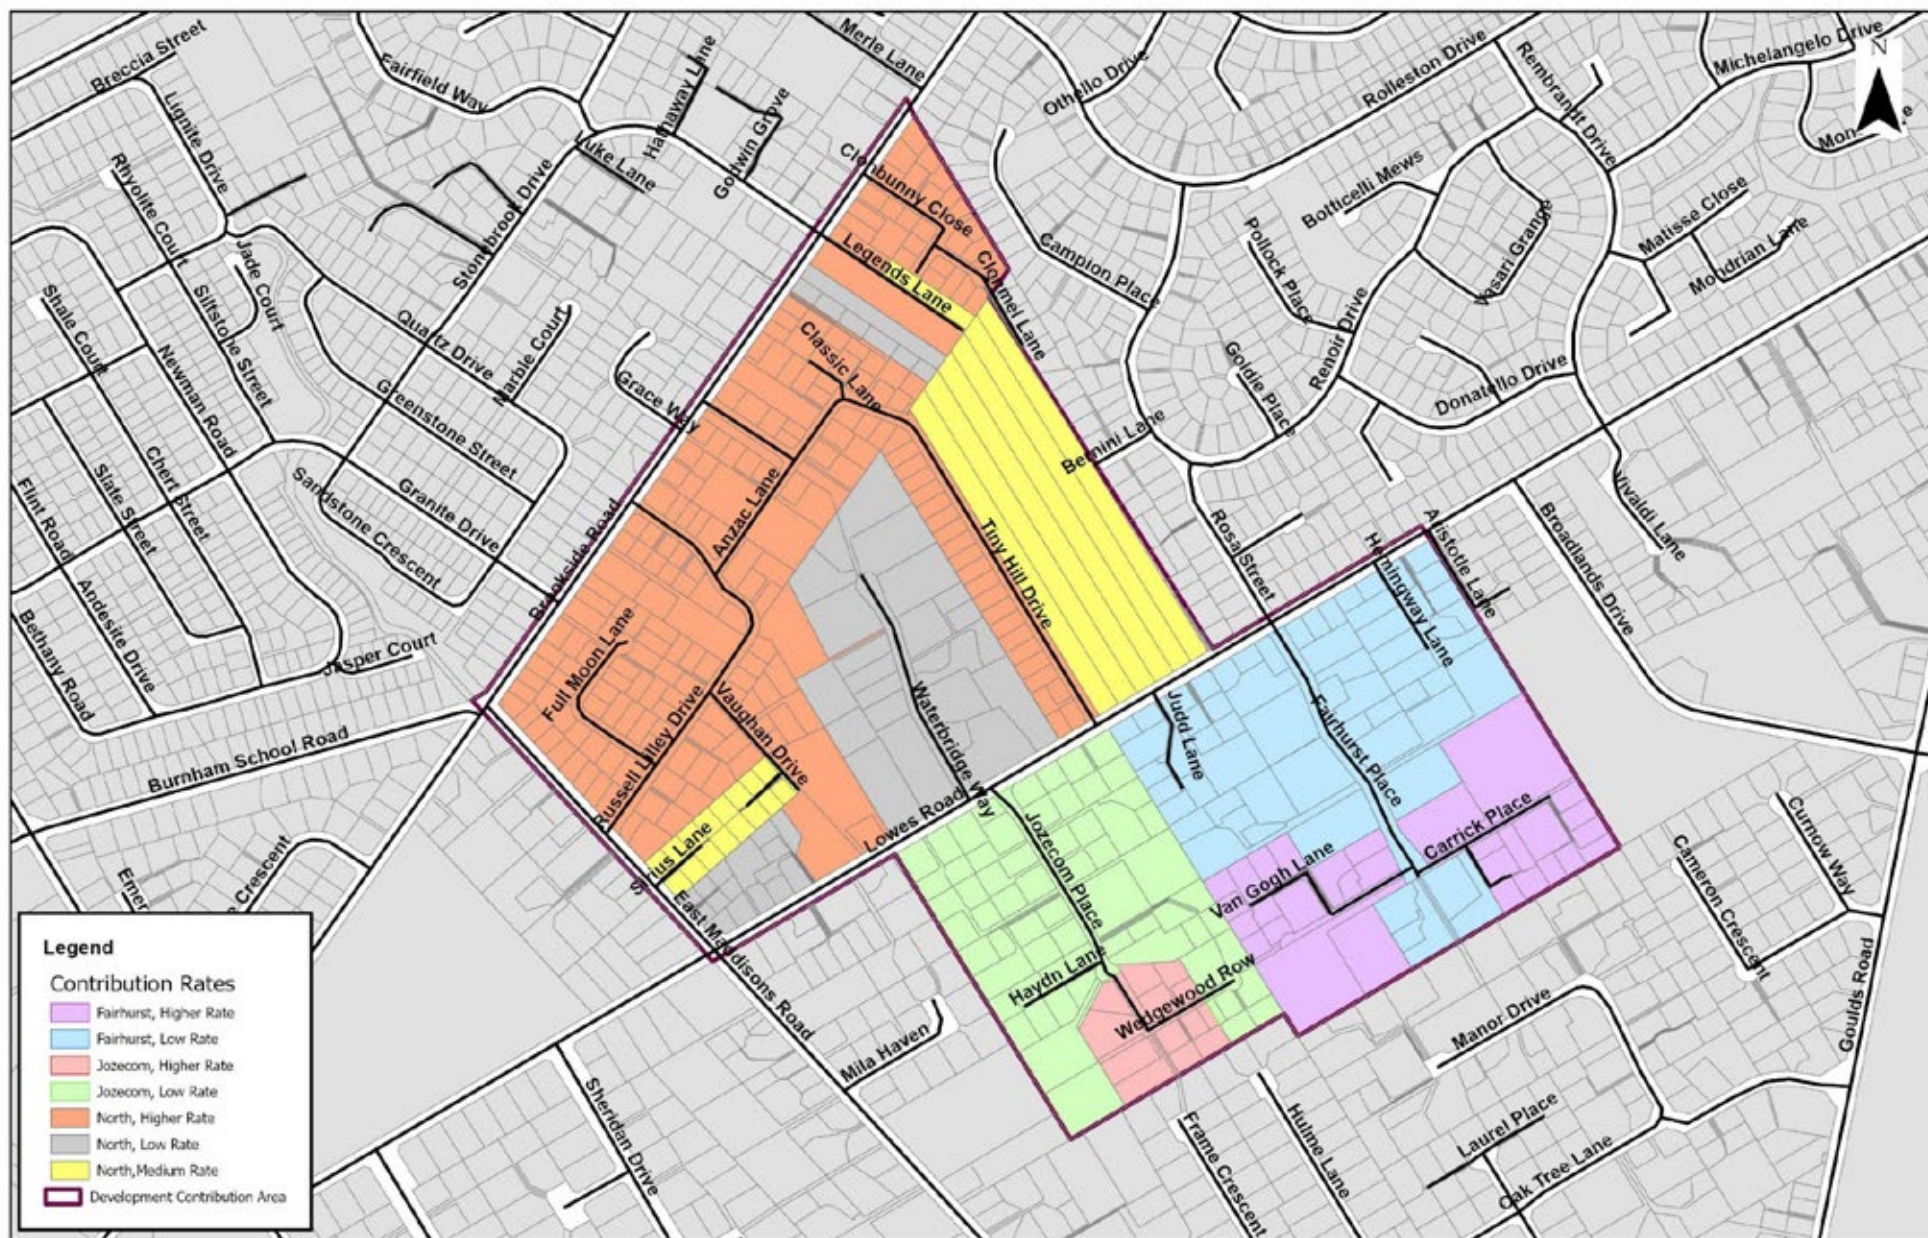 Breccia Street
Fairfield Way
Hathaway Lane
Merle Lane
Othello Drive
Rolleston Drive
Rembrandt Drive
Michelangelo Drive
N
Lignite Drive
Rhyolite Court
Luke Lane
Godwin Grove
Clonbunny Close
Botticelli Mews
Matisse Close
Mondrian Lane
Vasari Grange
Pollock Place
Campion Place
Stonebrook Drive
Jade Court
Siltstone Street
Shale Court
Newman Road
Quartz Drive
Marble Court
Greenstone Street
Grace Way
Legends Lane
Clonmel Lane
Classic Lane
Goldie Place
Renoir Drive
Donatello Drive
Bernini Lane
Flint Road
Slate Street
Chert Street
Sandstone Crescent
Granite Drive
Anzac Lane
Brookside Road
Tiny Hill Drive
Rosa Street
Hemingway Lane
Aristotle Lane
Broadlands Drive
Vivaldi Lane
Bethany Road
Andesite Drive
Jasper Court
Full Moon Lane
Burnham School Road
Russell Lilley Drive
Vaughan Drive
Waterbridge Way
Judd Lane
Fairhurst Place
Lowes Road
Sirius Lane
East Maddisons Road
Jozecom Place
Van Gogh Lane
Carrick Place
Cameron Crescent
Curnow Way
Goulds Road
Haydn Lane
Wedgewood Row
Mila Haven
Manor Drive
Sheridan Drive
Frame Crescent
Hulme Lane
Laurel Place
Oak Tree Lane
Crescent
Legend
Contribution Rates
Fairhurst, Higher Rate
Fairhurst, Low Rate
Jozecom, Higher Rate
Jozecom, Low Rate
North, Higher Rate
North, Low Rate
North,Medium Rate
Development Contribution Area